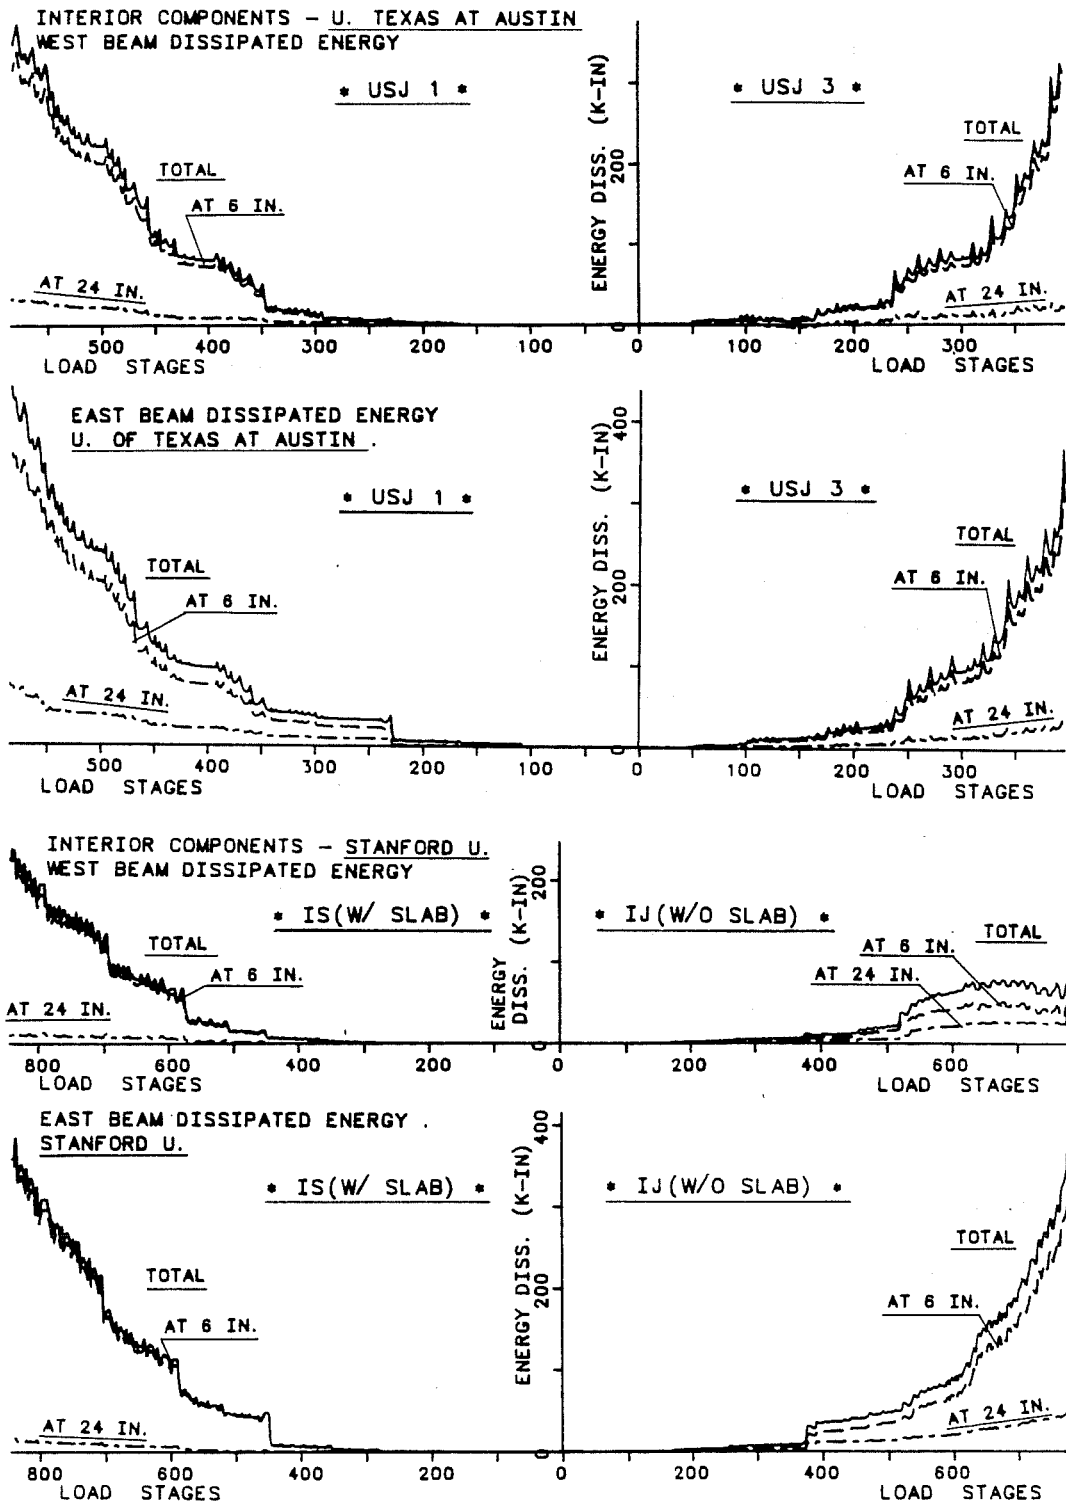 INTERIOR COMPONENTS - U. TEXAS AT AUSTIN
WEST BEAM DISSIPATED ENERGY
* USJ 1 *
* USJ 3 *
ENERGY DISS. (K-IN)
200
0
TOTAL
AT 6 IN.
AT 24 IN.
TOTAL
AT 6 IN.
AT 24 IN.
500 400 300 200 100 0 100 200 300
LOAD STAGES
LOAD STAGES
EAST BEAM DISSIPATED ENERGY
U. OF TEXAS AT AUSTIN .
* USJ 1 *
* USJ 3 *
ENERGY DISS. (K-IN)
400
200
0
TOTAL
AT 6 IN.
AT 24 IN.
TOTAL
AT 6 IN.
AT 24 IN.
500 400 300 200 100 0 100 200 300
LOAD STAGES
LOAD STAGES
INTERIOR COMPONENTS - STANFORD U.
WEST BEAM DISSIPATED ENERGY
* IS(W/ SLAB) *
* IJ(W/O SLAB) *
ENERGY
DISS. (K-IN)
200
0
TOTAL
AT 6 IN.
AT 24 IN.
TOTAL
AT 6 IN.
AT 24 IN.
800 600 400 200 0 200 400 600
LOAD STAGES
LOAD STAGES
EAST BEAM DISSIPATED ENERGY .
STANFORD U.
* IS(W/ SLAB) *
* IJ(W/O SLAB) *
ENERGY DISS. (K-IN)
400
200
0
TOTAL
AT 6 IN.
AT 24 IN.
TOTAL
AT 6 IN.
AT 24 IN.
800 600 400 200 0 200 400 600
LOAD STAGES
LOAD STAGES